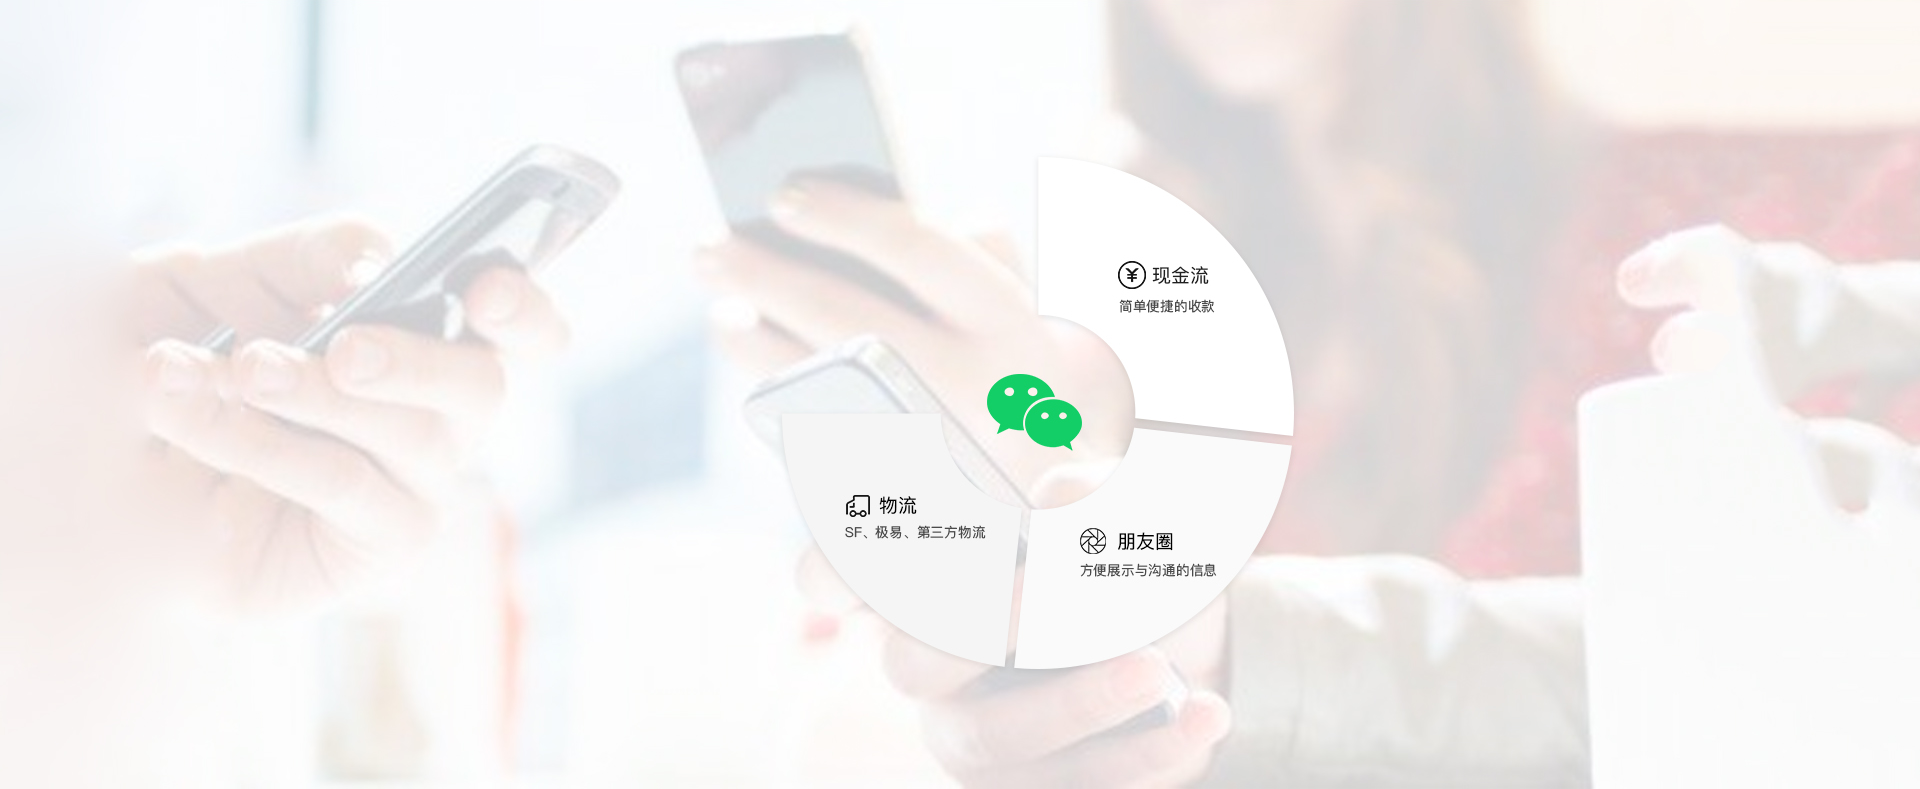 现金流
简单便捷的收款
物流
SF、极易、第三方物流
朋友圈
方便展示与沟通的信息